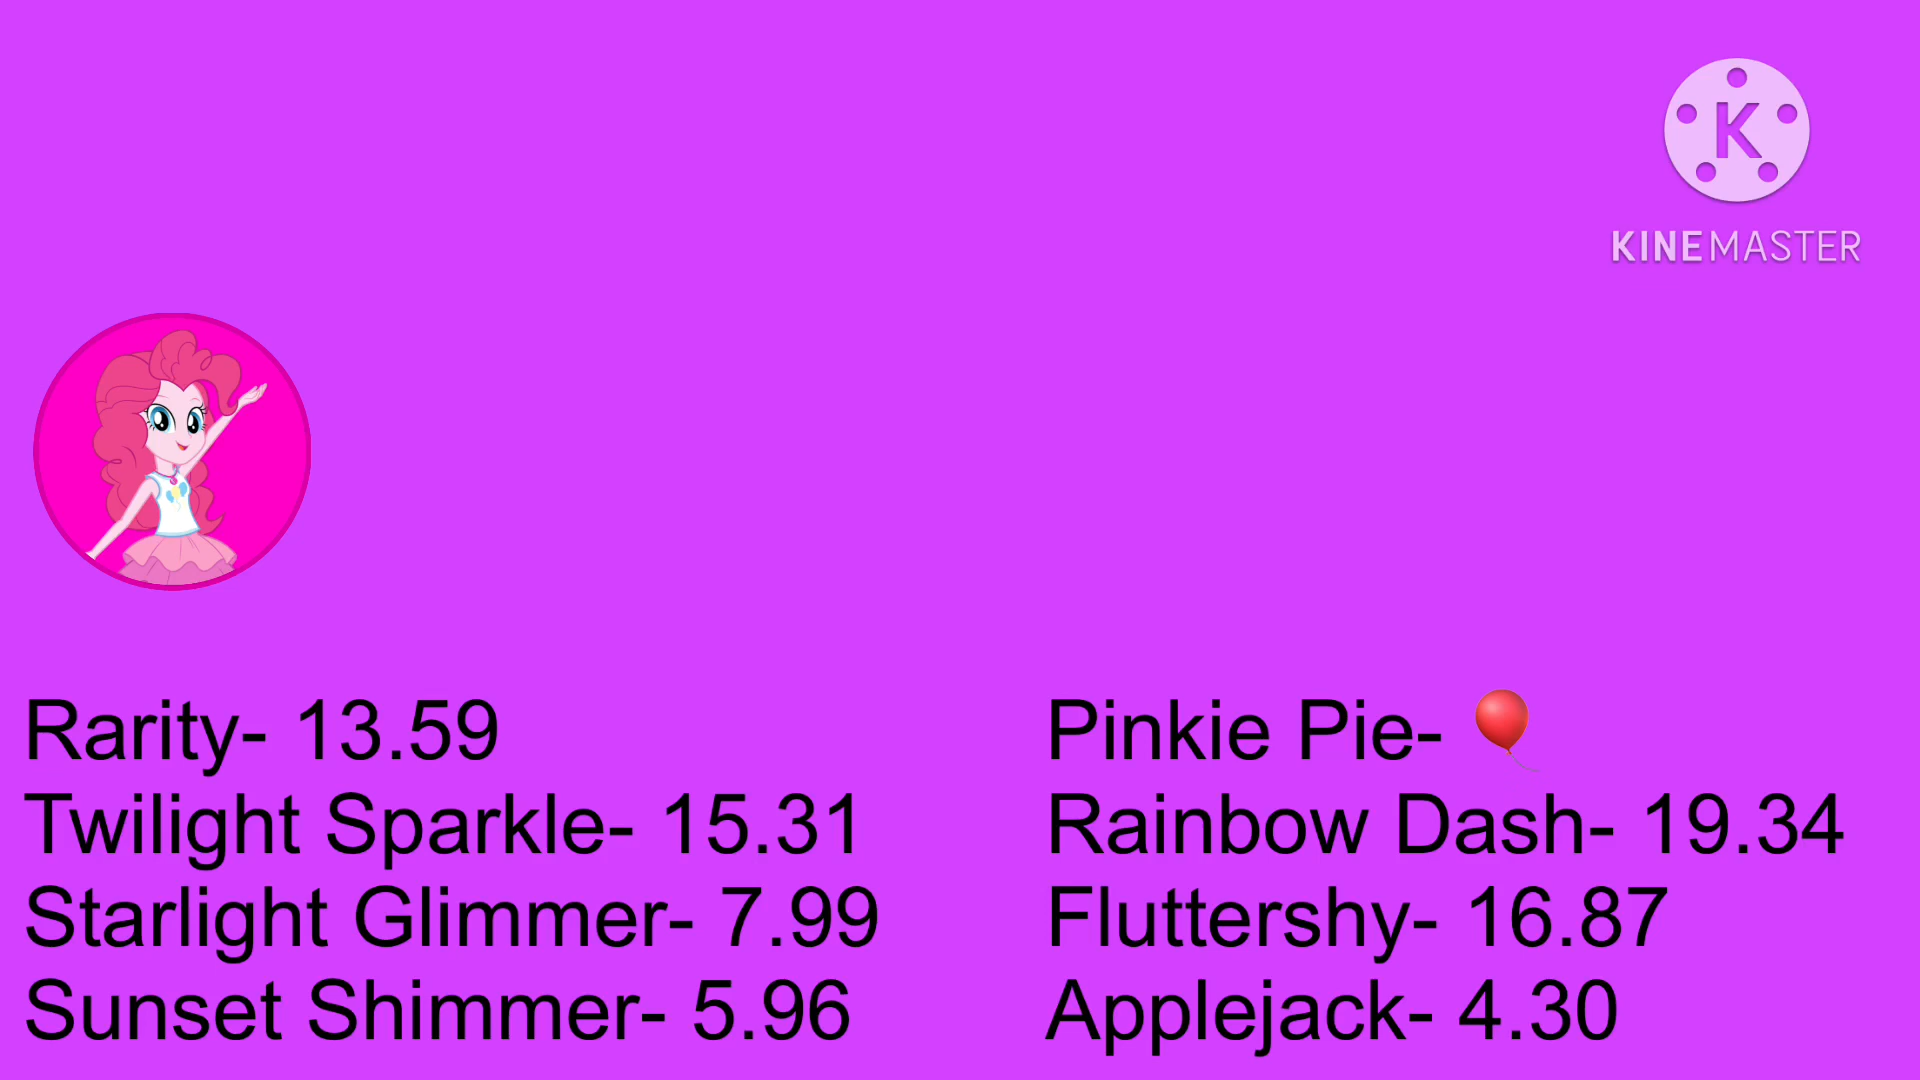 K
KINEMASTER
Rarity- 13.59
Twilight Sparkle- 15.31
Starlight Glimmer- 7.99
Sunset Shimmer- 5.96
Pinkie Pie- 🎈
Rainbow Dash- 19.34
Fluttershy- 16.87
Applejack- 4.30